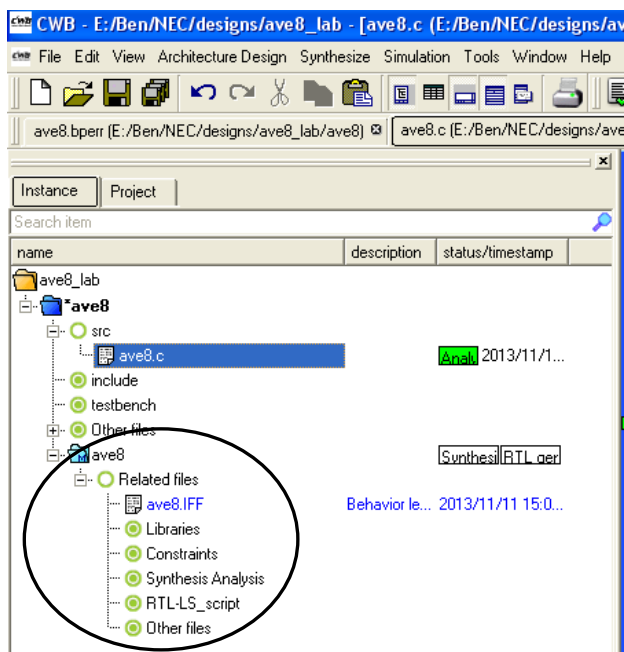 CWB - E:/Ben/NEC/designs/ave8_lab - [ave8.c (E:/Ben/NEC/designs/av
File Edit View Architecture Design Synthesize Simulation Tools Window Help
ave8.bperr (E:/Ben/NEC/designs/ave8_lab/ave8) ave8.c (E:/Ben/NEC/designs/ave
Instance Project
Search item
name description status/timestamp
ave8_lab
*ave8
src
ave8.c Analy 2013/11/1...
include
testbench
Other files
ave8 Synthesi RTL ger
Related files
ave8.IFF Behavior le... 2013/11/11 15:0...
Libraries
Constraints
Synthesis Analysis
RTL-LS_script
Other files